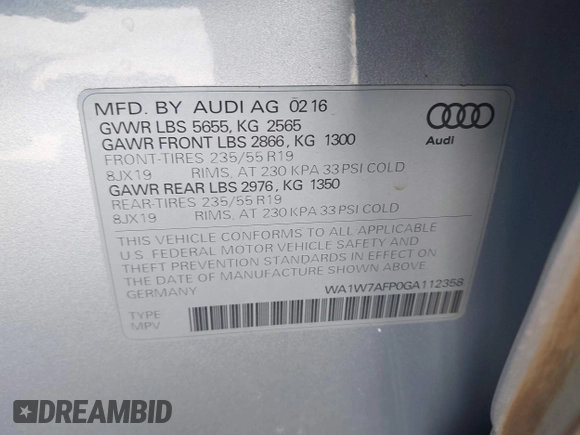 MFD. BY AUDI AG 02 16
GVWR LBS 5655, KG 2565
GAWR FRONT LBS 2866, KG 1300
FRONT-TIRES 235/55 R19
8JX19 RIMS, AT 230 KPA 33 PSI COLD
GAWR REAR LBS 2976, KG 1350
REAR-TIRES 235/55 R19
8JX19 RIMS, AT 230 KPA 33 PSI COLD
Audi
THIS VEHICLE CONFORMS TO ALL APPLICABLE
U.S. FEDERAL MOTOR VEHICLE SAFETY AND
THEFT PREVENTION STANDARDS IN EFFECT ON
THE DATE OF MANUFACTURE SHOWN ABOVE.
GERMANY
WA1W7AFP0GA112358
TYPE
MPV
DREAMBID